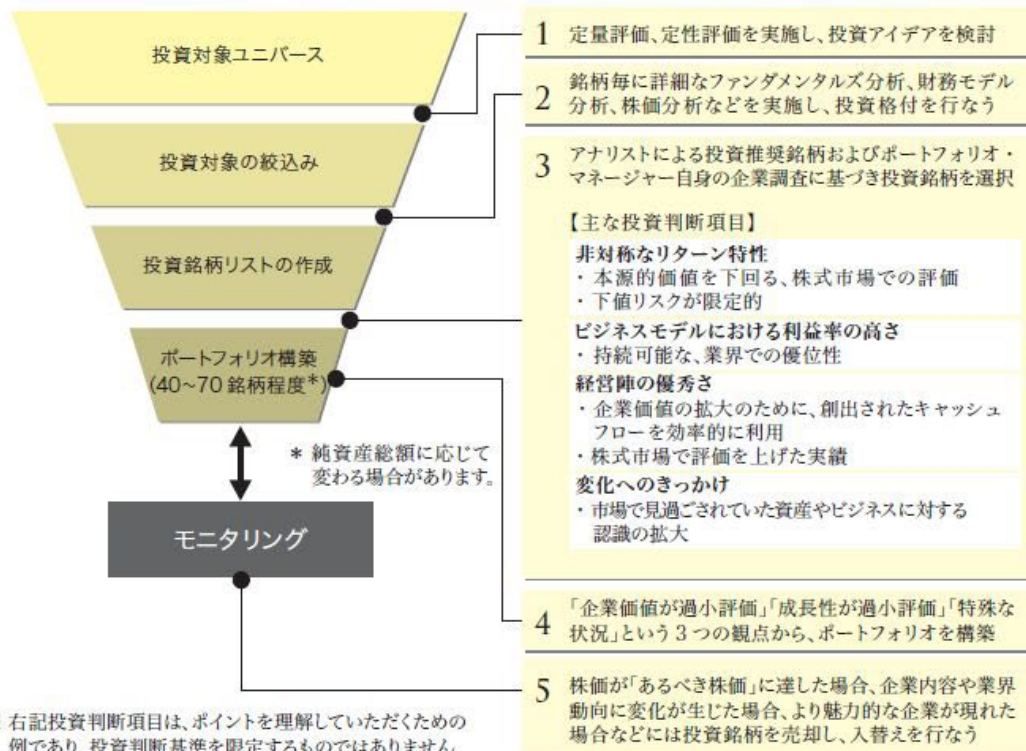 投資対象ユニバース
投資対象の絞込み
投資銘柄リストの作成
ポートフォリオ構築
(40~70 銘柄程度*)
* 純資産総額に応じて
変わる場合があります。
モニタリング
1 定量評価、定性評価を実施し、投資アイデアを検討
2 銘柄毎に詳細なファンダメンタルズ分析、財務モデル
分析、株価分析などを実施し、投資格付を行なう
3 アナリストによる投資推奨銘柄およびポートフォリオ・
マネージャー自身の企業調査に基づき投資銘柄を選択
【主な投資判断項目】
非対称なリターン特性
・本源的価値を下回る、株式市場での評価
・下値リスクが限定的
ビジネスモデルにおける利益率の高さ
・持続可能な、業界での優位性
経営陣の優秀さ
・企業価値の拡大のために、創出されたキャッシュ
フローを効率的に利用
・株式市場で評価を上げた実績
変化へのきっかけ
・市場で見過ごされていた資産やビジネスに対する
認識の拡大
4 「企業価値が過小評価」「成長性が過小評価」「特殊な
状況」という3つの観点から、ポートフォリオを構築
5 株価が「あるべき株価」に達した場合、企業内容や業界
動向に変化が生じた場合、より魅力的な企業が現れた
場合などには投資銘柄を売却し、入替えを行なう
右記投資判断項目は、ポイントを理解していただくための
例であり、投資判断基準を限定するものではありません